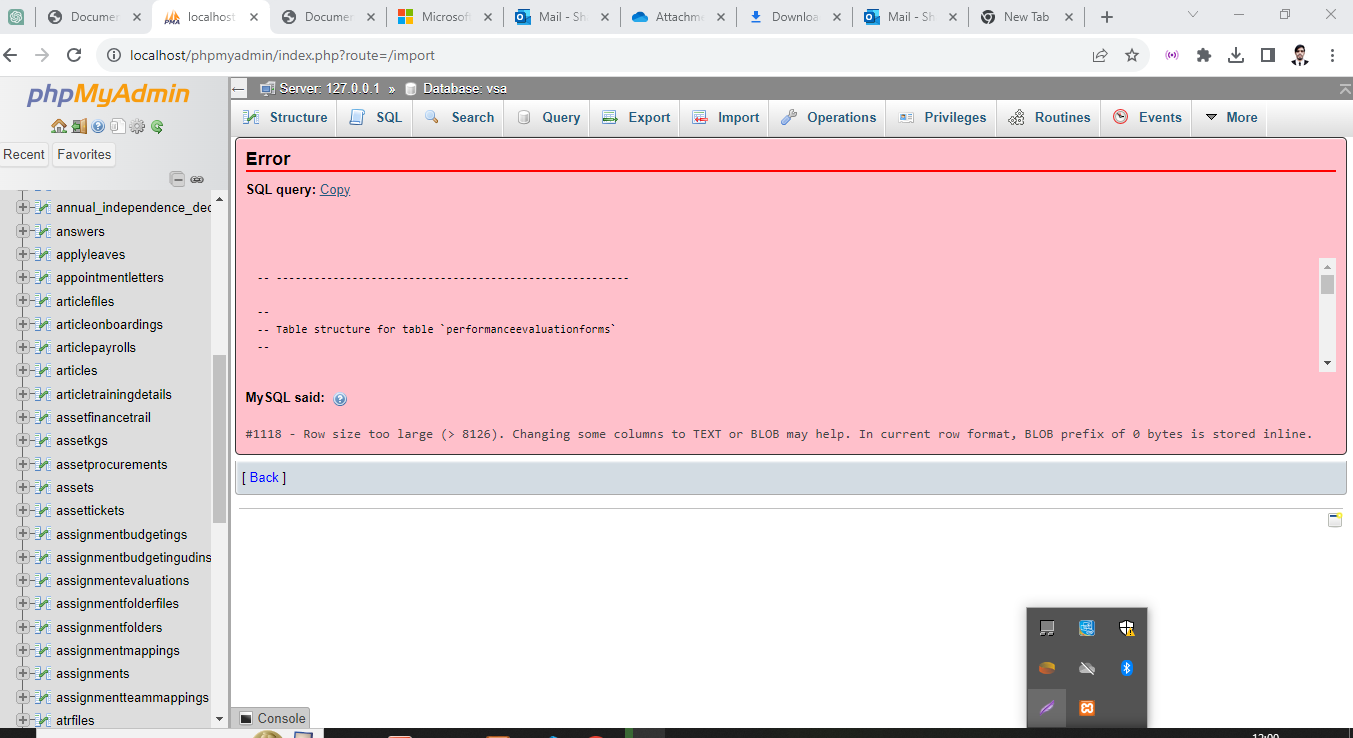 Documen
localhost
Documen
Microsof
Mail - Sh
Attachme
Downloa
Mail - Sh
New Tab
localhost/phpmyadmin/index.php?route=/import
phpMyAdmin
Recent
Favorites
annual_independence_dec
answers
applyleaves
appointmentletters
articlefiles
articleonboardings
articlepayrolls
articles
articletrainingdetails
assetfinancetrail
assetkgs
assetprocurements
assets
assettickets
assignmentbudgetings
assignmentbudgetingudins
assignmentevaluations
assignmentfolderfiles
assignmentfolders
assignmentmappings
assignments
assignmentteammappings
atrfiles
Server: 127.0.0.1 » Database: vsa
Structure SQL Search Query Export Import Operations Privileges Routines Events More
Error
SQL query: Copy
-- --------------------------------------------------------
--
-- Table structure for table `performanceevaluationforms`
--
MySQL said:
#1118 - Row size too large (> 8126). Changing some columns to TEXT or BLOB may help. In current row format, BLOB prefix of 0 bytes is stored inline.
[ Back ]
Console